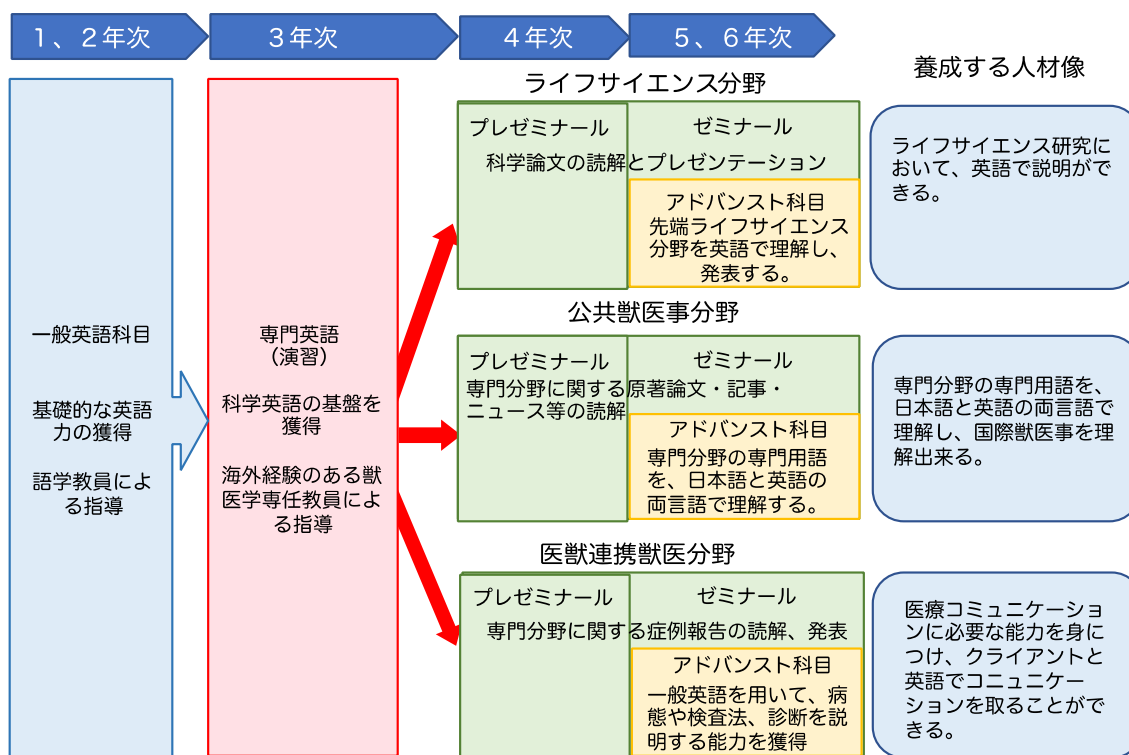 １、２年次
３年次
４年次
５、６年次
養成する人材像
一般英語科目
基礎的な英語
力の獲得
語学教員によ
る指導
専門英語
（演習）
科学英語の基盤を
獲得
海外経験のある獣
医学専任教員によ
る指導
ライフサイエンス分野
プレゼミナール
ゼミナール
科学論文の読解とプレゼンテーション
アドバンスト科目
先端ライフサイエンス
分野を英語で理解し、
発表する。
ライフサイエンス研究に
おいて、英語で説明がで
きる。
公共獣医事分野
プレゼミナール
ゼミナール
専門分野に関する原著論文・記事・
ニュース等の読解
アドバンスト科目
専門分野の専門用語
を、日本語と英語の
両言語で理解する。
専門分野の専門用語を、
日本語と英語の両言語で
理解し、国際獣医事を理
解出来る。
医獣連携獣医分野
プレゼミナール
ゼミナール
専門分野に関する症例報告の読解、発表
アドバンスト科目
一般英語を用いて、病
態や検査法、診断を説
明する能力を獲得
医療コミュニケーショ
ンに必要な能力を身に
つけ、クライアントと
英語でコニュニケー
ションを取ることがで
きる。